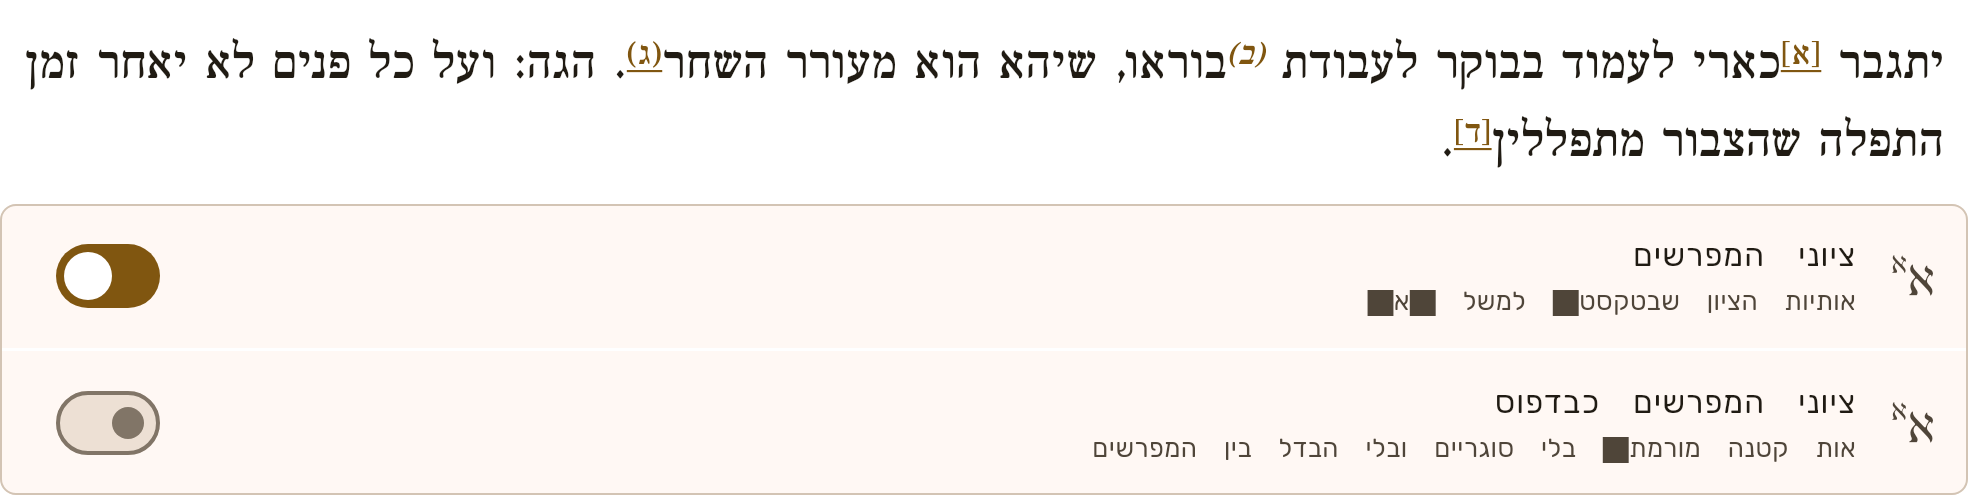 יתגבר [א]כארי לעמוד בבוקר לעבודת (ב)בוראו, שיהא הוא מעורר השחר(ג). הגה: ועל כל פנים לא יאחר זמן
התפלה שהצבור מתפללין[ד].
ציוני המפרשים
אותיות הציון שבטקסט■ למשל ■א■
ציוני המפרשים כבדפוס
אות קטנה מורמת■ בלי סוגריים ובלי הבדל בין המפרשים